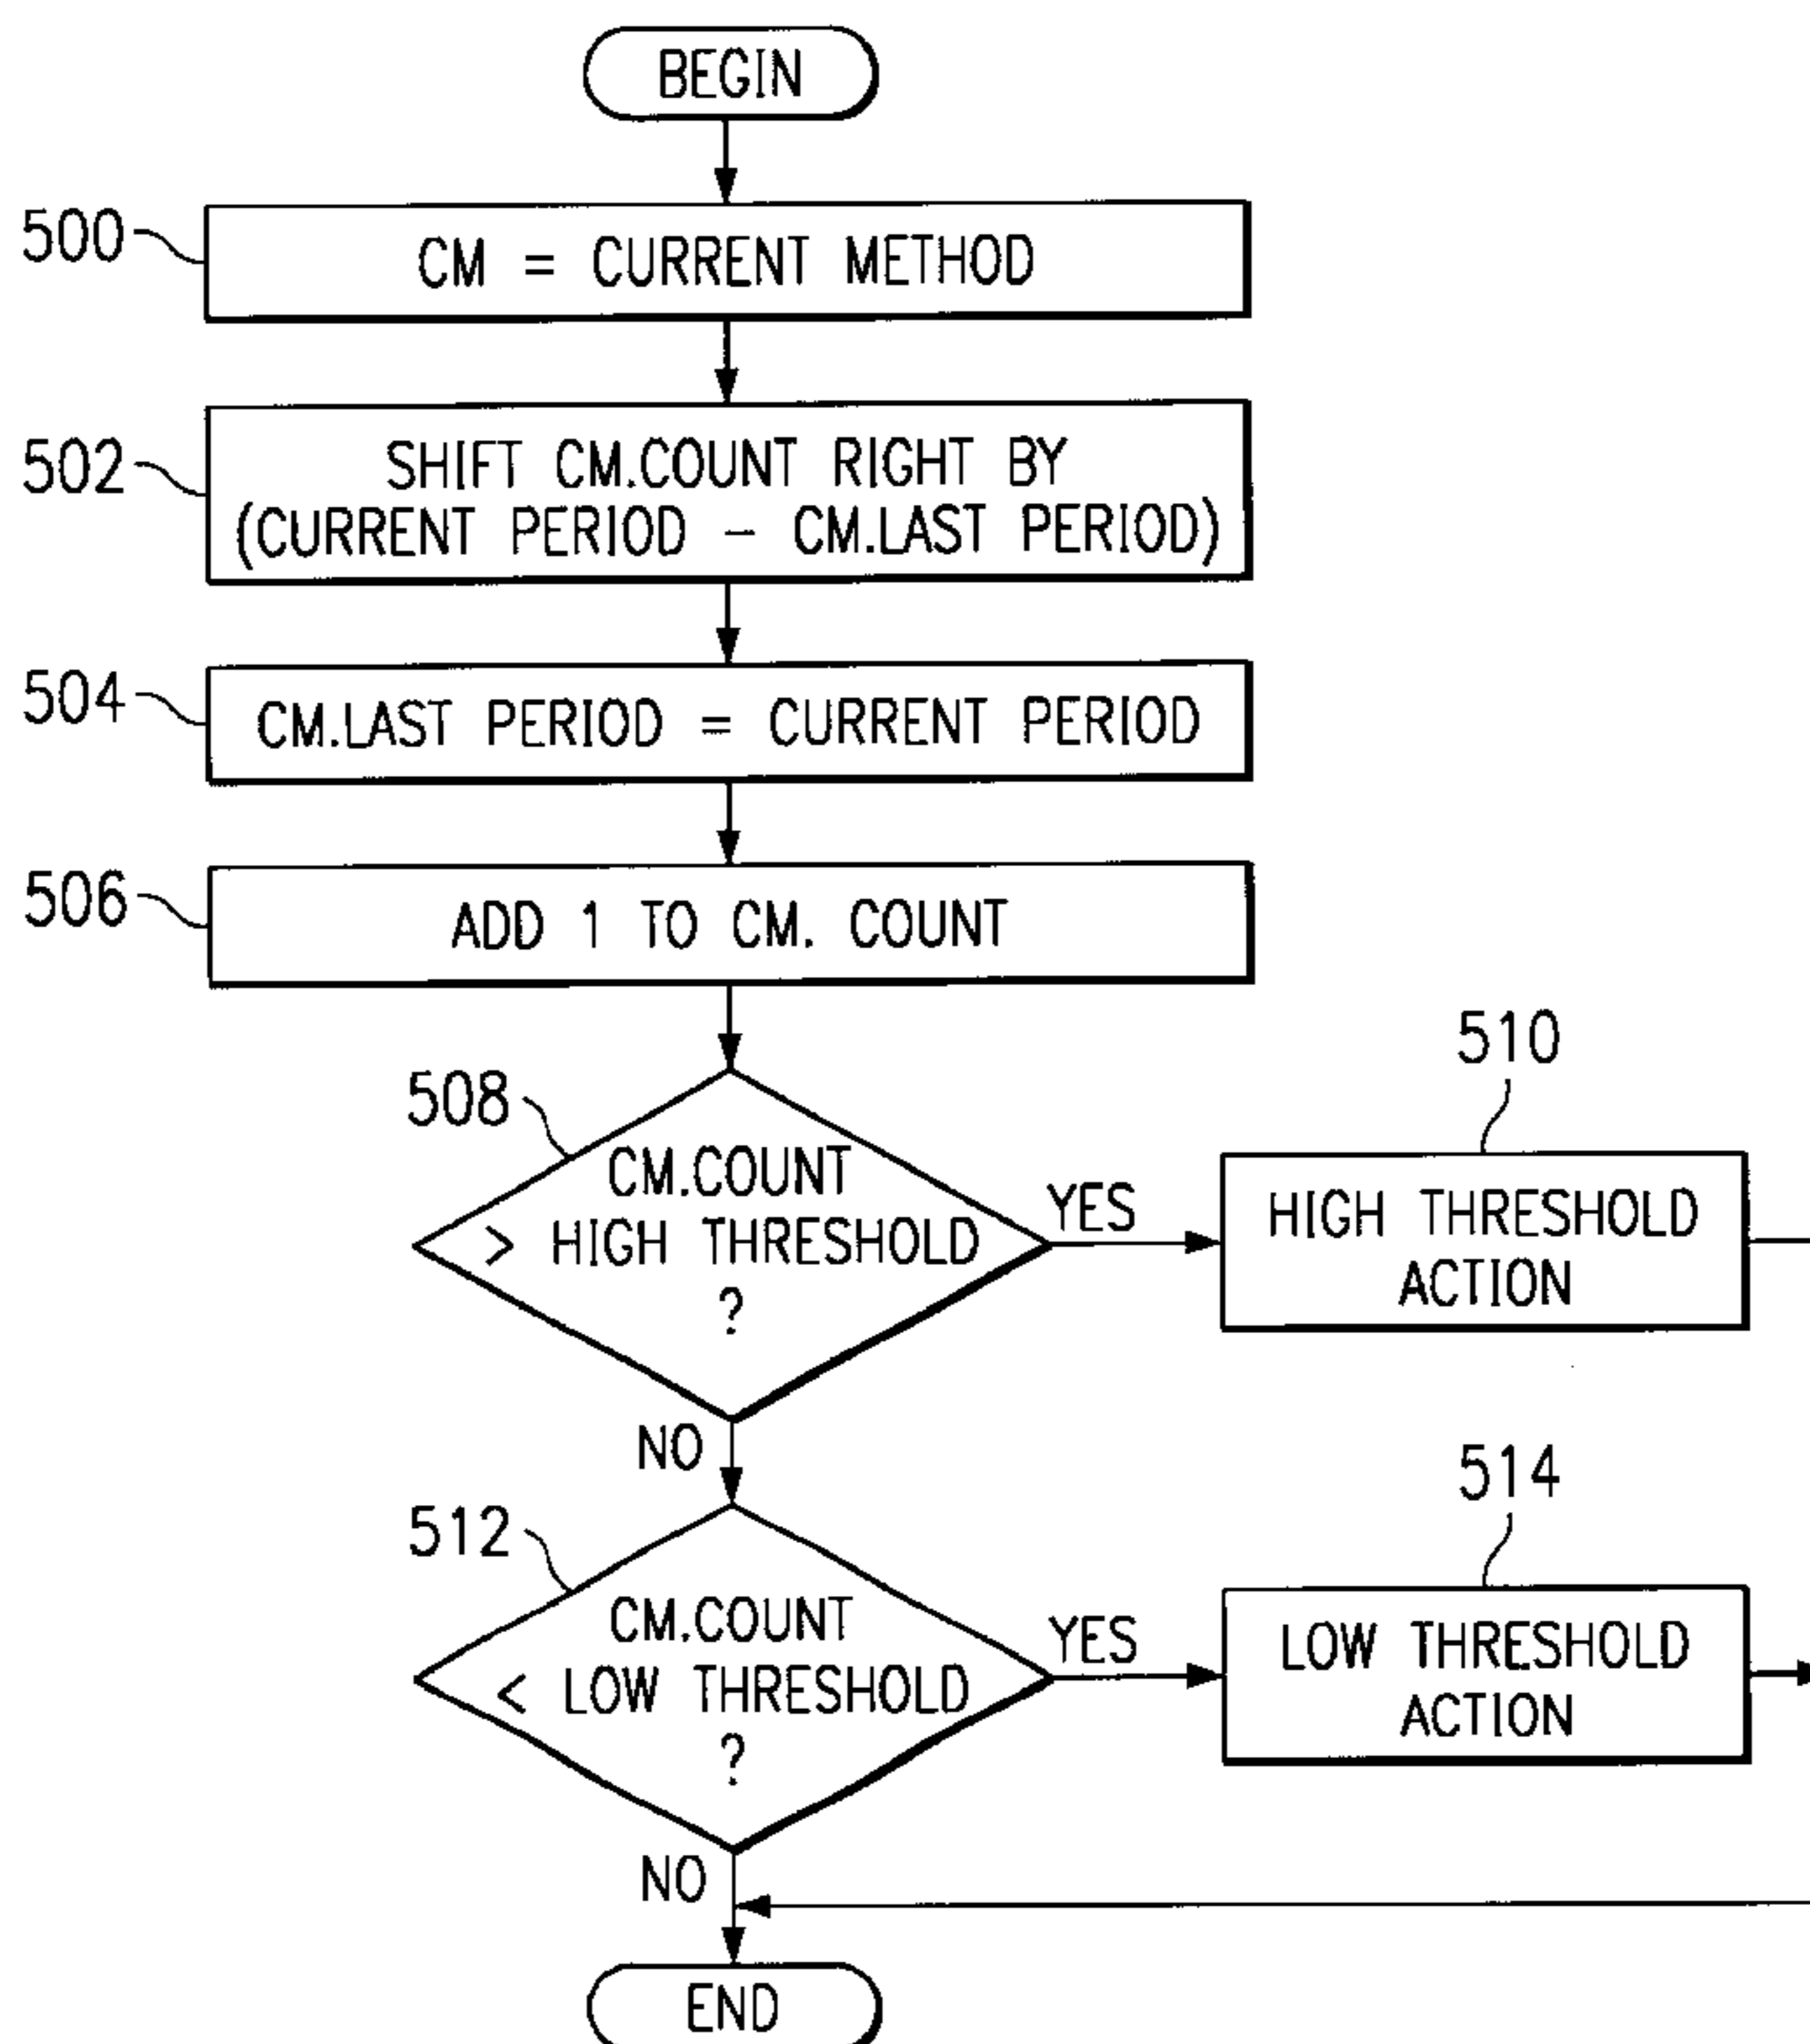 BEGIN
500
CM = CURRENT METHOD
502
SHIFT CM.COUNT RIGHT BY
(CURRENT PERIOD - CM.LAST PERIOD)
504
CM.LAST PERIOD = CURRENT PERIOD
506
ADD 1 TO CM. COUNT
508
CM.COUNT
> HIGH THRESHOLD
?
YES
510
HIGH THRESHOLD
ACTION
NO
512
CM.COUNT
< LOW THRESHOLD
?
YES
514
LOW THRESHOLD
ACTION
NO
END